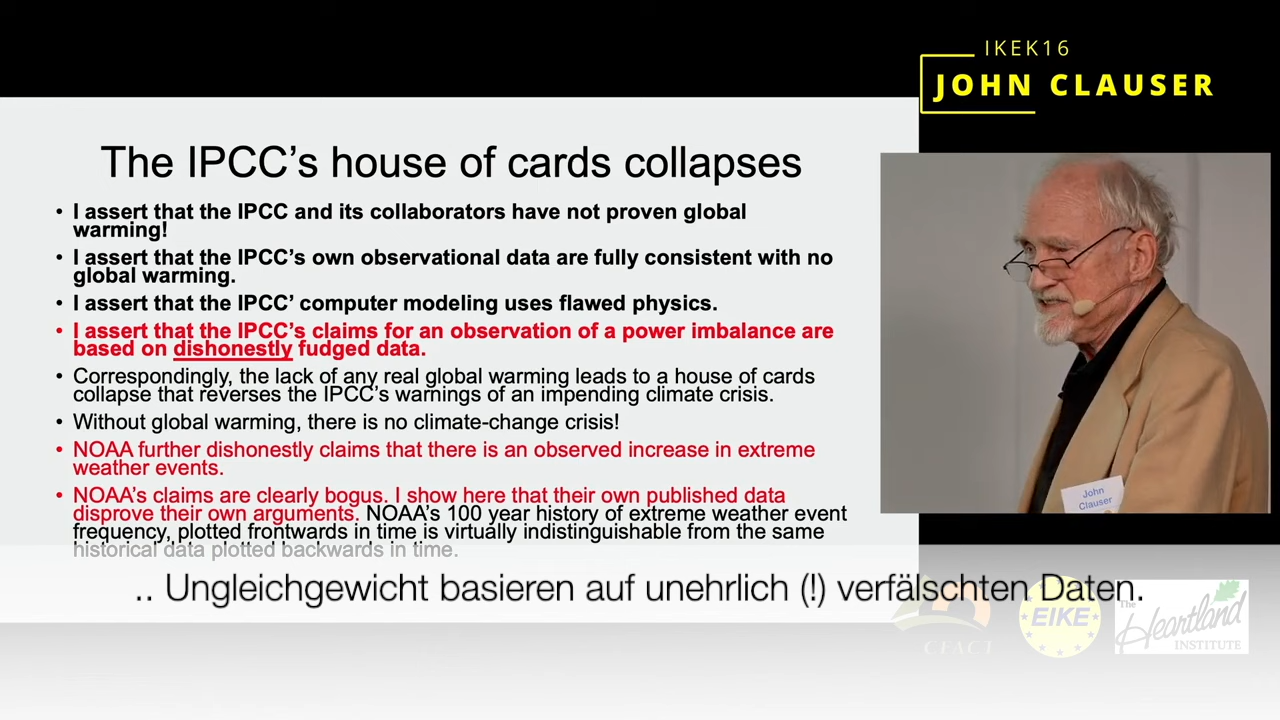 IKEK16
JOHN CLAUSER
The IPCC’s house of cards collapses
• I assert that the IPCC and its collaborators have not proven global
warming!
• I assert that the IPCC’s own observational data are fully consistent with no
global warming.
• I assert that the IPCC’ computer modeling uses flawed physics.
• I assert that the IPCC’s claims for an observation of a power imbalance are
based on dishonestly fudged data.
• Correspondingly, the lack of any real global warming leads to a house of cards
collapse that reverses the IPCC’s warnings of an impending climate crisis.
• Without global warming, there is no climate-change crisis!
• NOAA further dishonestly claims that there is an observed increase in extreme
weather events.
• NOAA’s claims are clearly bogus. I show here that their own published data
disprove their own arguments. NOAA’s 100 year history of extreme weather event
frequency, plotted frontwards in time is virtually indistinguishable from the same
historical data plotted backwards in time.
John
Clauser
.. Ungleichgewicht basieren auf unehrlich (!) verfälschten Daten.
CFACT
EIKE
The
Heartland
INSTITUTE